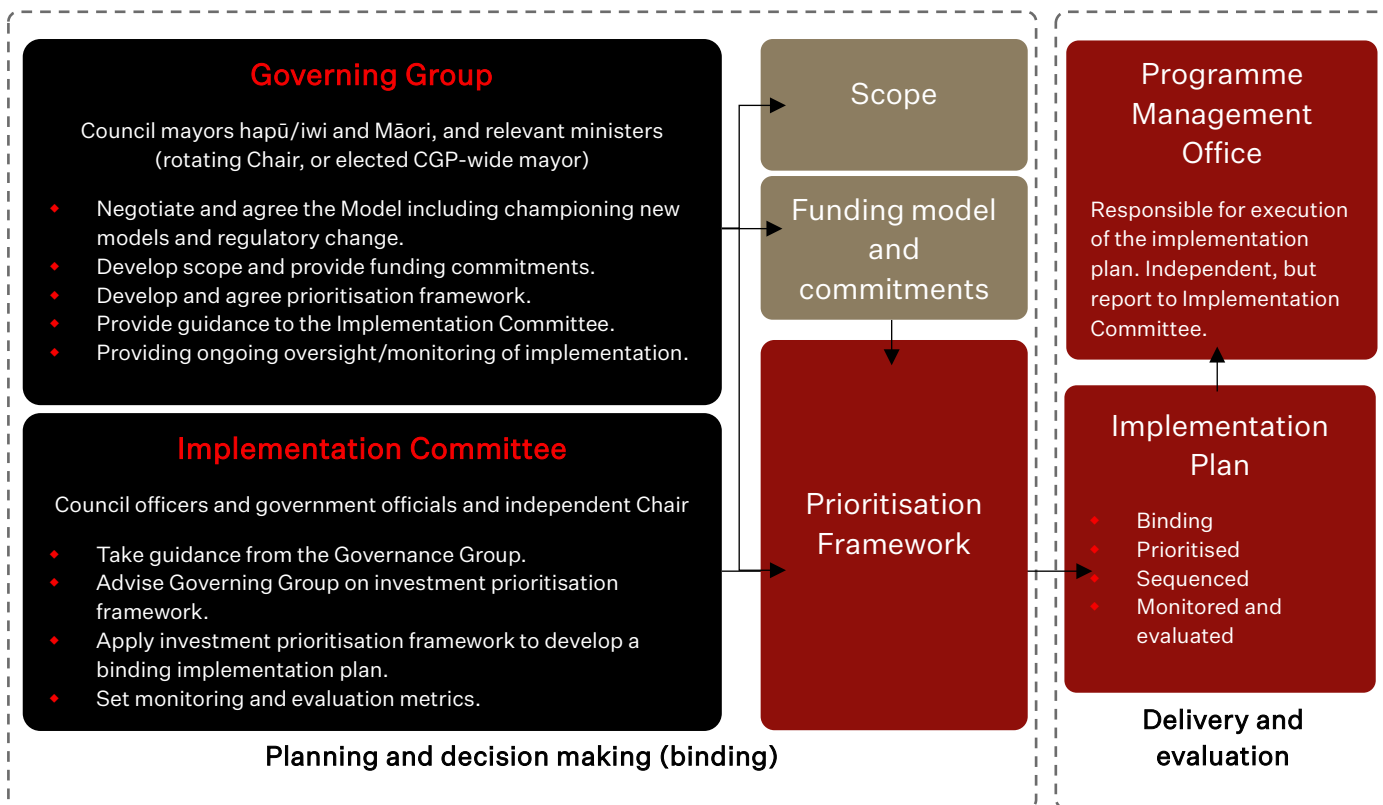 Governing Group
Council mayors hapū/iwi and Māori, and relevant ministers
(rotating Chair, or elected CGP-wide mayor)
Negotiate and agree the Model including championing new
models and regulatory change.
Develop scope and provide funding commitments.
Develop and agree prioritisation framework.
Provide guidance to the Implementation Committee.
Providing ongoing oversight/monitoring of implementation.
Implementation Committee
Council officers and government officials and independent Chair
Take guidance from the Governance Group.
Advise Governing Group on investment prioritisation
framework.
Apply investment prioritisation framework to develop a
binding implementation plan.
Set monitoring and evaluation metrics.
Scope
Funding model
and
commitments
Prioritisation
Framework
Planning and decision making (binding)
Programme
Management
Office
Responsible for execution
of the implementation
plan. Independent, but
report to Implementation
Committee.
Implementation
Plan
Binding
Prioritised
Sequenced
Monitored and
evaluated
Delivery and
evaluation